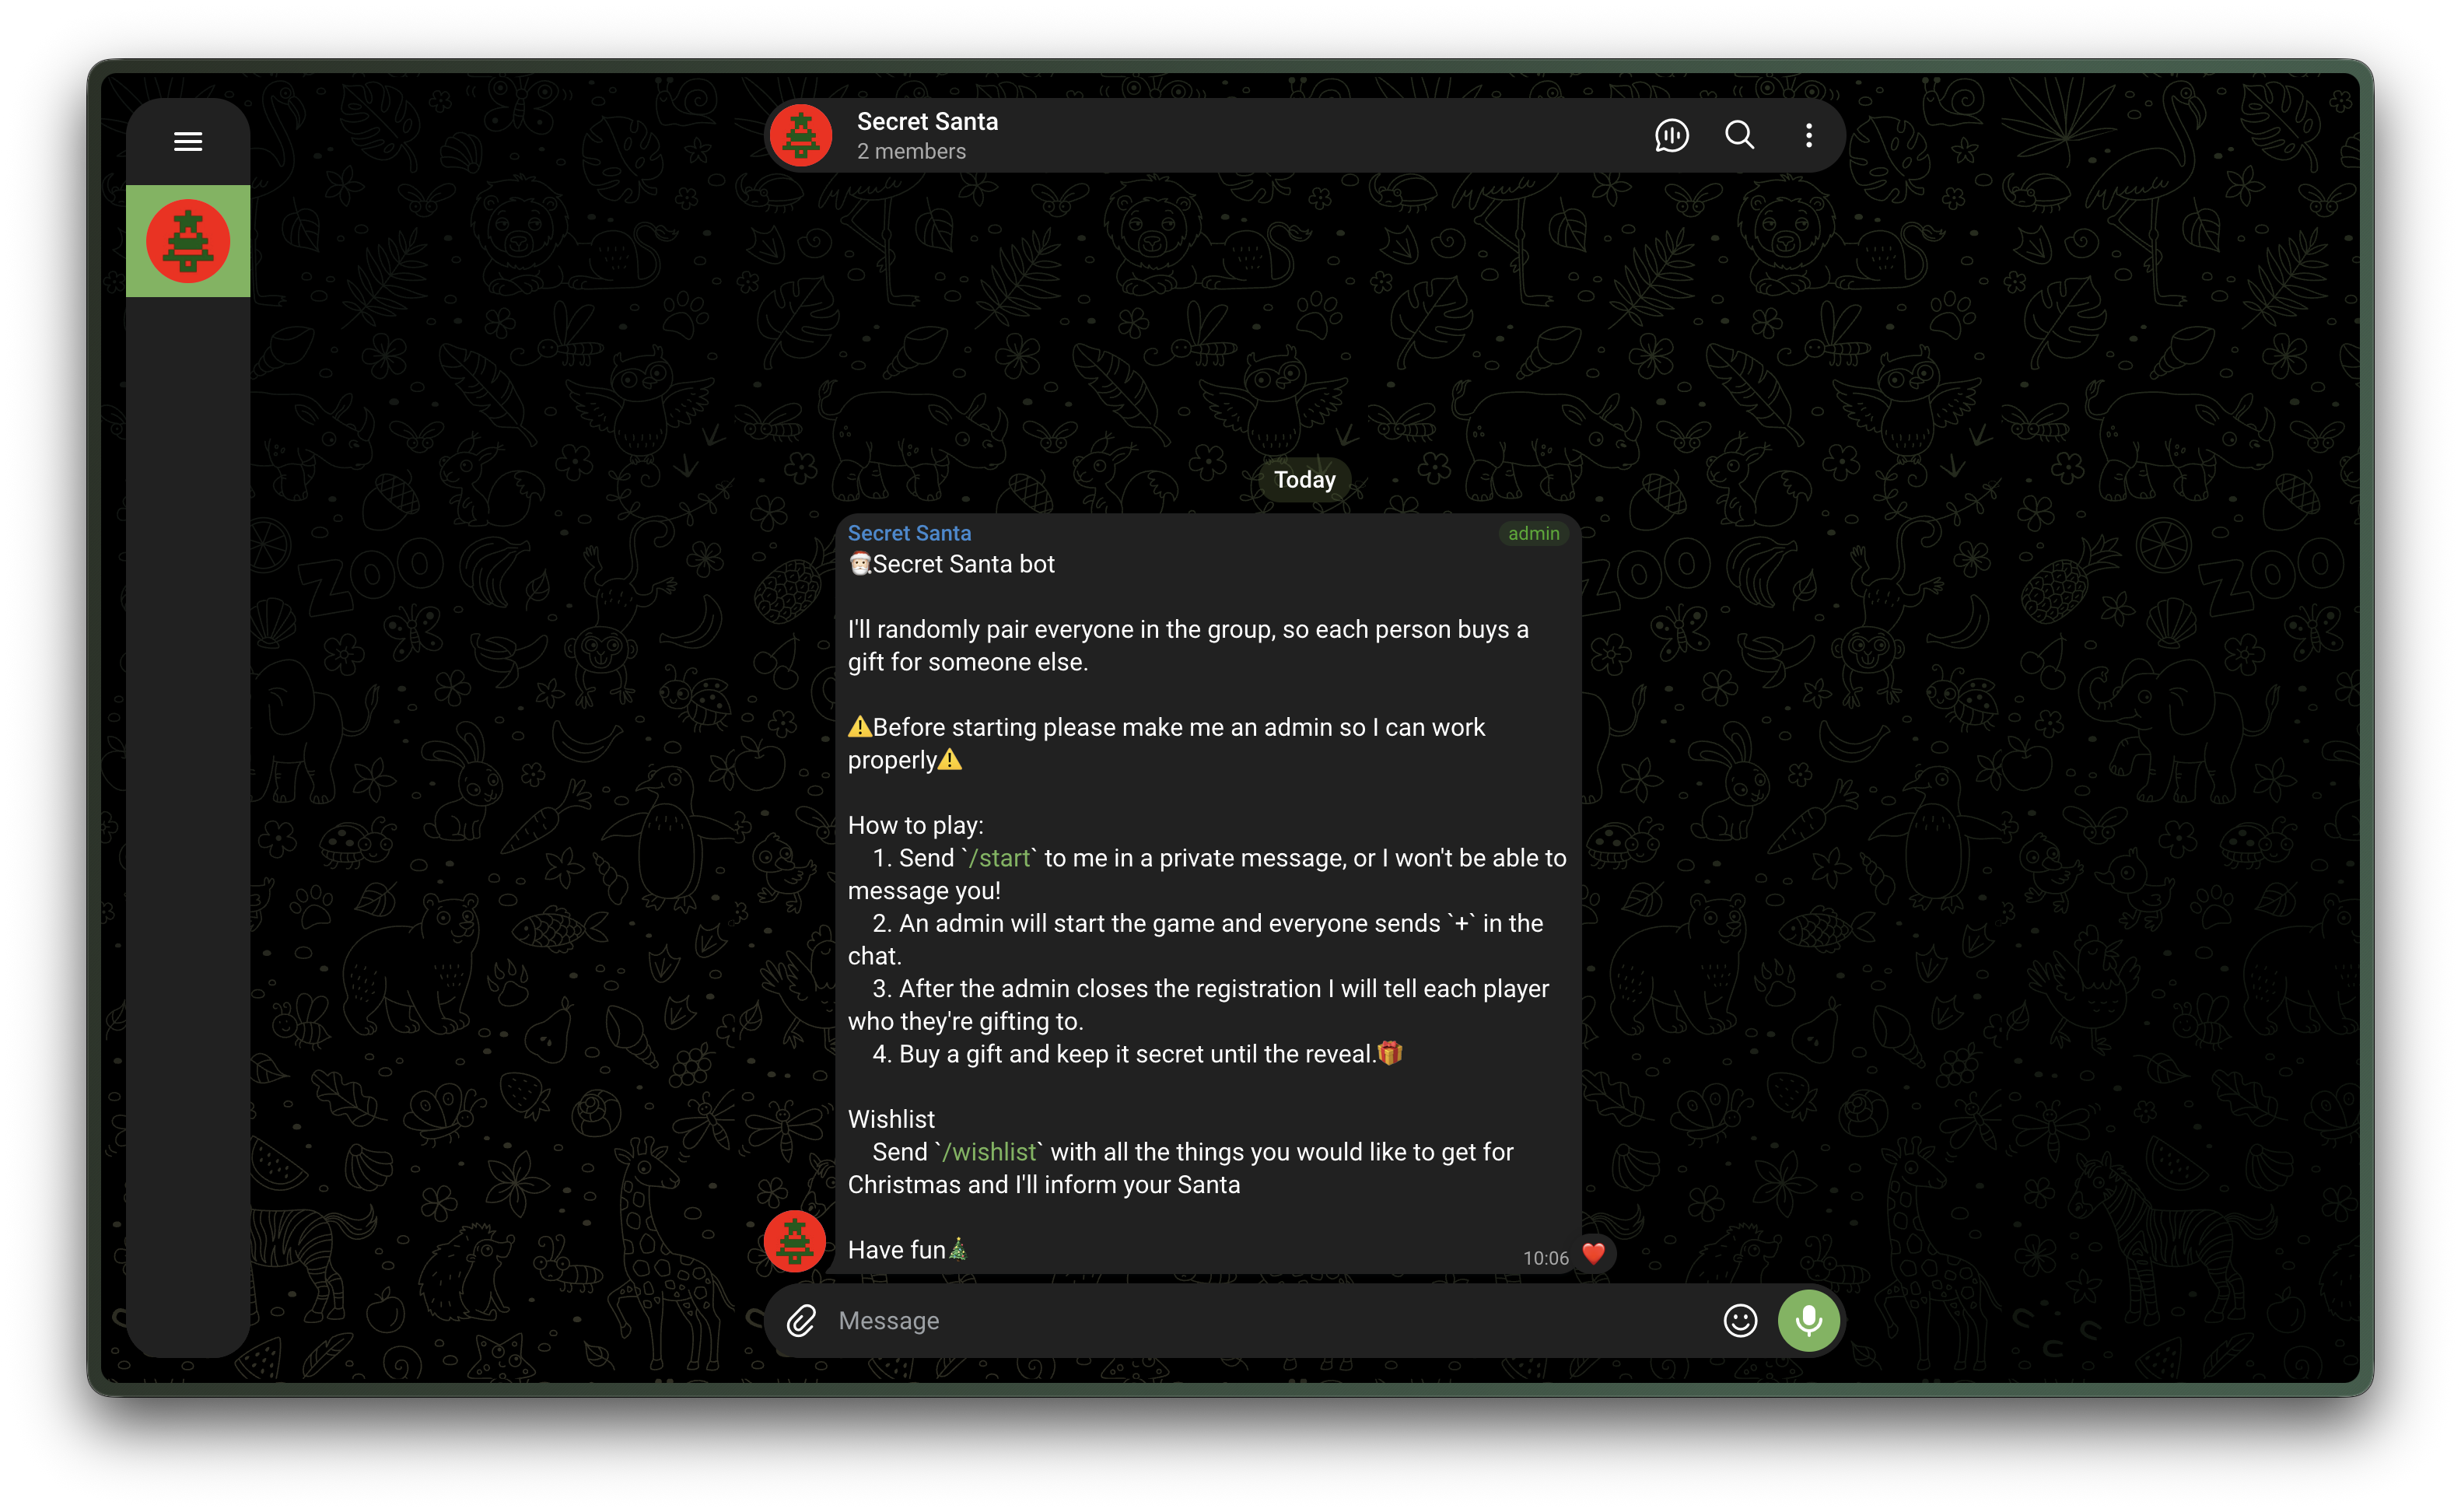 Secret Santa
2 members
Today
Secret Santa admin
🎅🏻Secret Santa bot
I'll randomly pair everyone in the group, so each person buys a
gift for someone else.
⚠️Before starting please make me an admin so I can work
properly⚠️
How to play:
1. Send `/start` to me in a private message, or I won't be able to
message you!
2. An admin will start the game and everyone sends `+` in the
chat.
3. After the admin closes the registration I will tell each player
who they're gifting to.
4. Buy a gift and keep it secret until the reveal.🎁
Wishlist
Send `/wishlist` with all the things you would like to get for
Christmas and I'll inform your Santa
Have fun🎄
10:06 ❤️
Message
ZOO
ZOO
ZOO